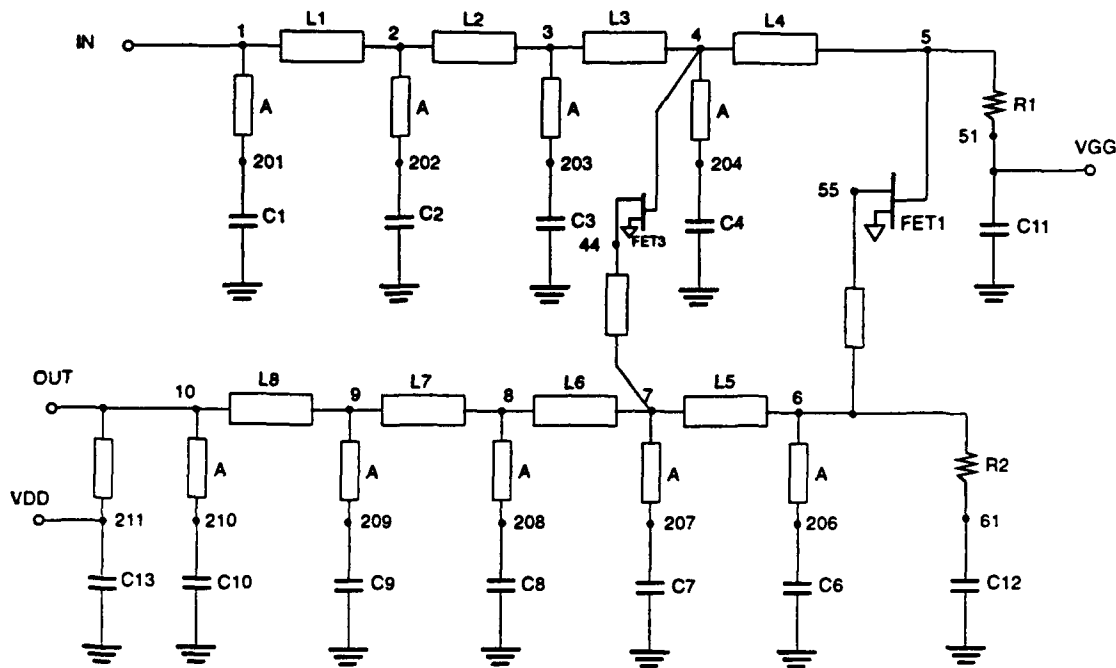 L1
L2
L3
L4
IN
1
2
3
4
5
A
A
A
A
R1
51
VGG
201
202
203
204
55
C1
C2
C3
C4
FET3
44
FET1
C11
OUT
10
L8
9
L7
8
L6
7
L5
6
A
A
A
A
A
R2
VDD
211
210
209
208
207
206
61
C13
C10
C9
C8
C7
C6
C12